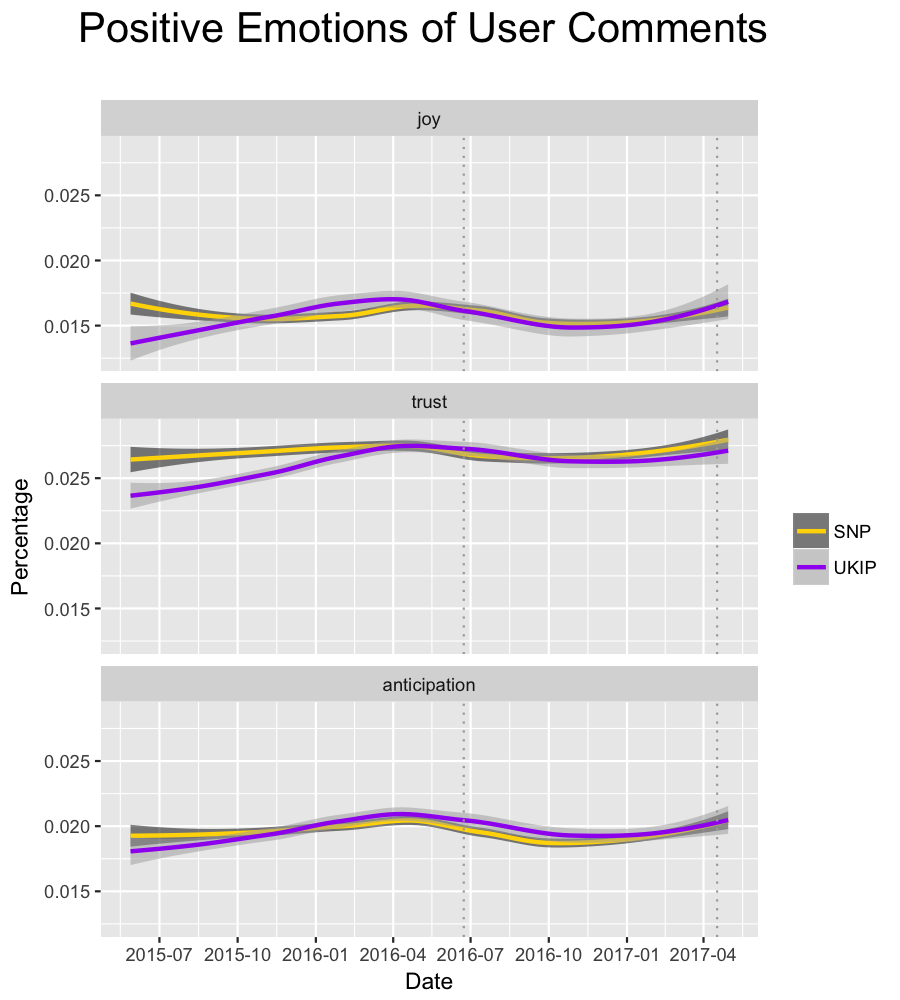 Positive Emotions of User Comments
joy
0.025
0.020
0.015
trust
0.025
0.020
0.015
anticipation
0.025
0.020
0.015
2015-07 2015-10 2016-01 2016-04 2016-07 2016-10 2017-01 2017-04
Date
Percentage
SNP
UKIP